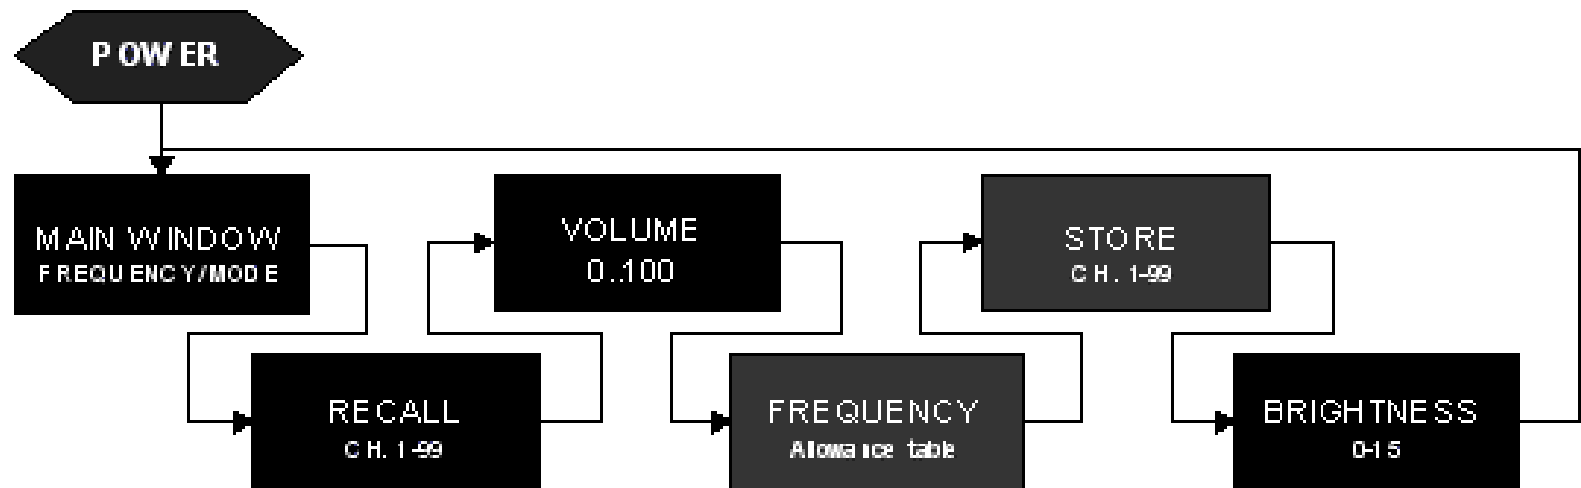 POWER
MAIN WINDOW
FREQUENCY/MODE
VOLUME
0..100
STORE
CH. 1-99
RECALL
CH. 1-99
FREQUENCY
Allowance table
BRIGHTNESS
0-15